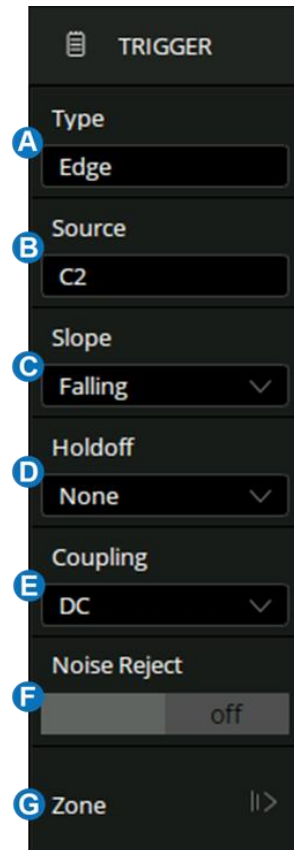 TRIGGER
Type
A
Edge
Source
B
C2
Slope
C
Falling
Holdoff
D
None
Coupling
E
DC
Noise Reject
F
off
G Zone